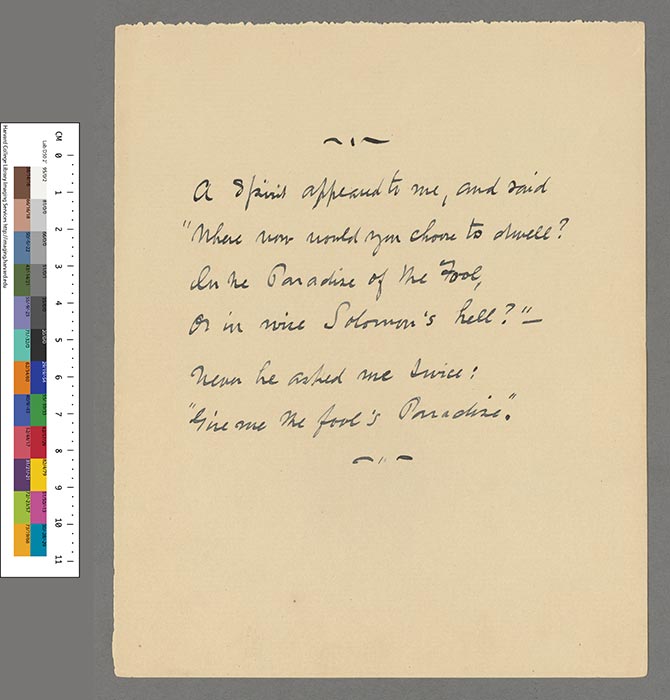 A Spirit appeared to me, and said
"Where now would you choose to dwell?
In the Paradise of the Fool,
Or in wise Solomon's hell?"—
Never he asked me twice:
"Give me the fool's Paradise."
CM 0 1 2 3 4 5 6 7 8 9 10 11
Harvard College Library Imaging Services http://imaging.harvard.edu